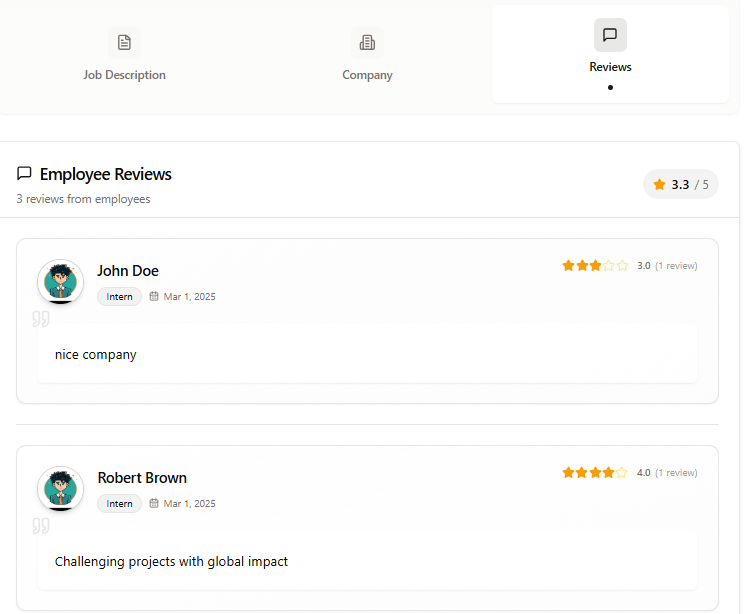 Job Description
Company
Reviews
Employee Reviews
3 reviews from employees
3.3 / 5
John Doe
3.0 (1 review)
Intern
Mar 1, 2025
nice company
Robert Brown
4.0 (1 review)
Intern
Mar 1, 2025
Challenging projects with global impact